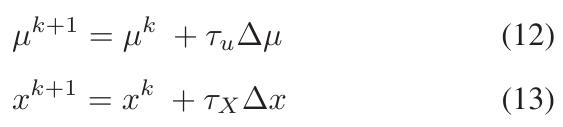 μ^{k+1} = μ^k + τ_u Δμ (12)
x^{k+1} = x^k + τ_X Δx (13)